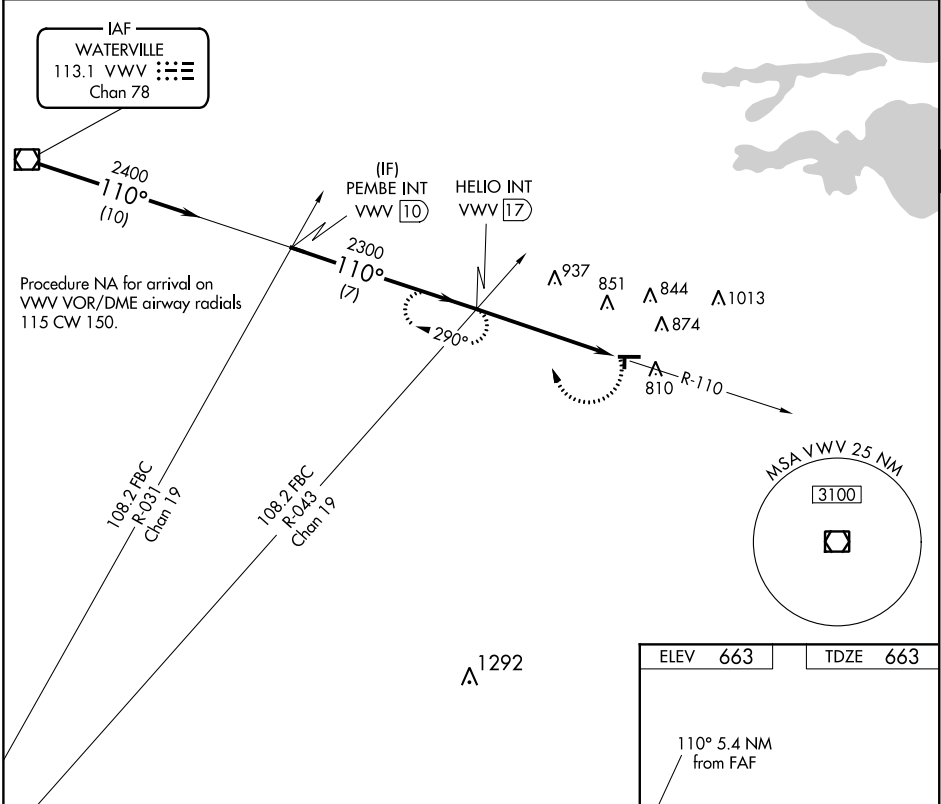 IAF
WATERVILLE
113.1 VWV
Chan 78
2400
110°
(10)
(IF)
PEMBE INT
VWV 10
HELIO INT
VWV 17
2300
110°
(7)
290°
Procedure NA for arrival on
VWV VOR/DME airway radials
115 CW 150.
937
851
844
1013
874
810
R-110
108.2 FBC
R-031
Chan 19
108.2 FBC
R-043
Chan 19
MSA VWV 25 NM
3100
1292
ELEV 663
TDZE 663
110° 5.4 NM
from FAF